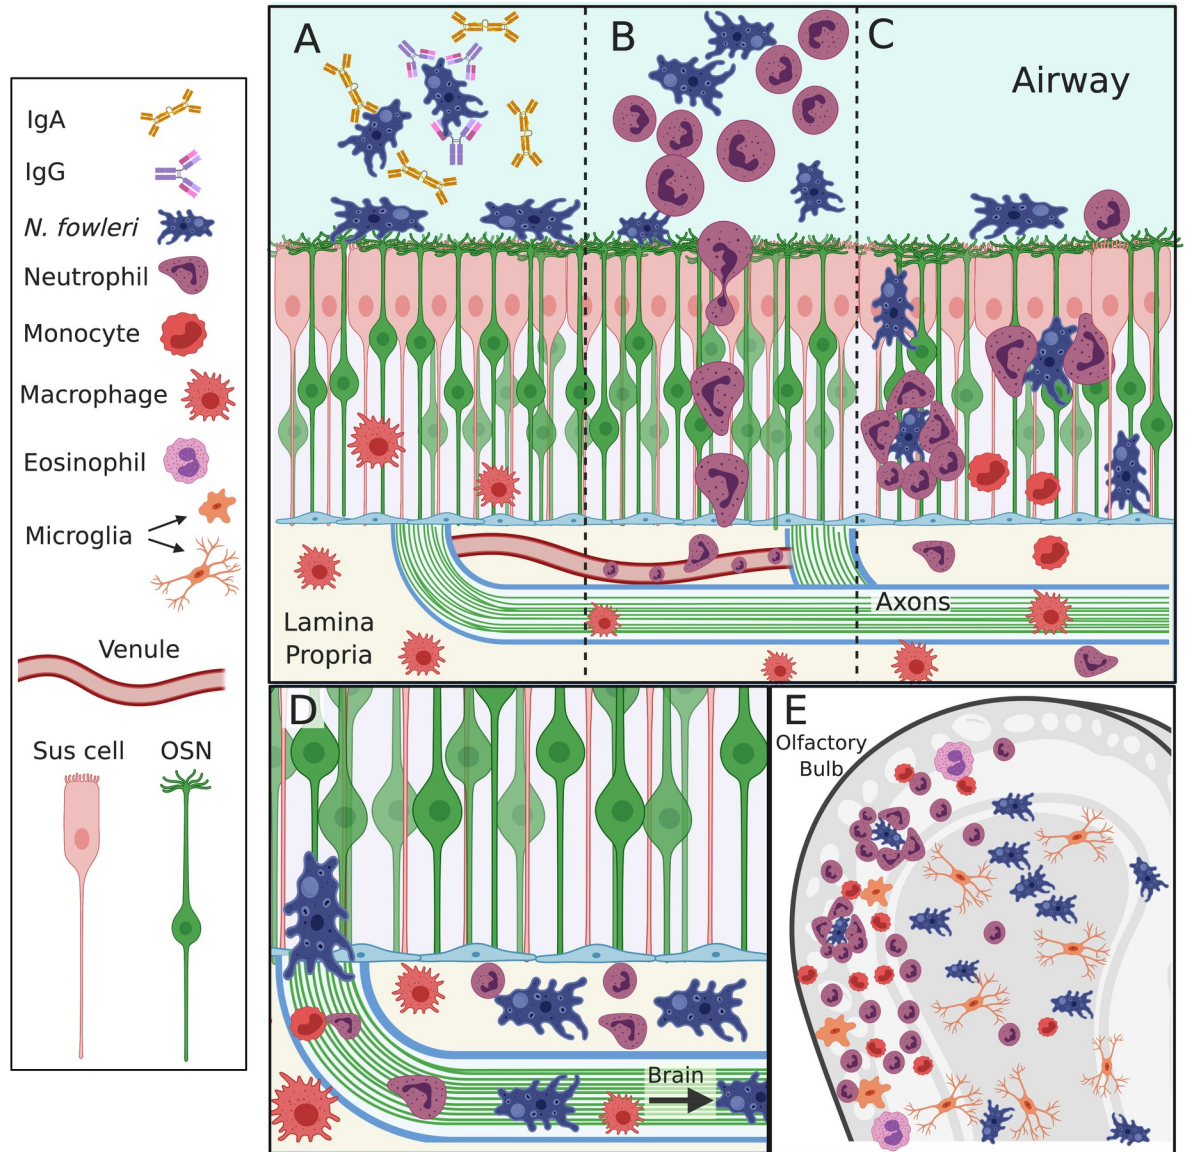 IgA
IgG
N. fowleri
Neutrophil
Monocyte
Macrophage
Eosinophil
Microglia
Venule
Sus cell
OSN
A
B
C
Airway
Lamina
Propria
Axons
D
Brain
E
Olfactory
Bulb